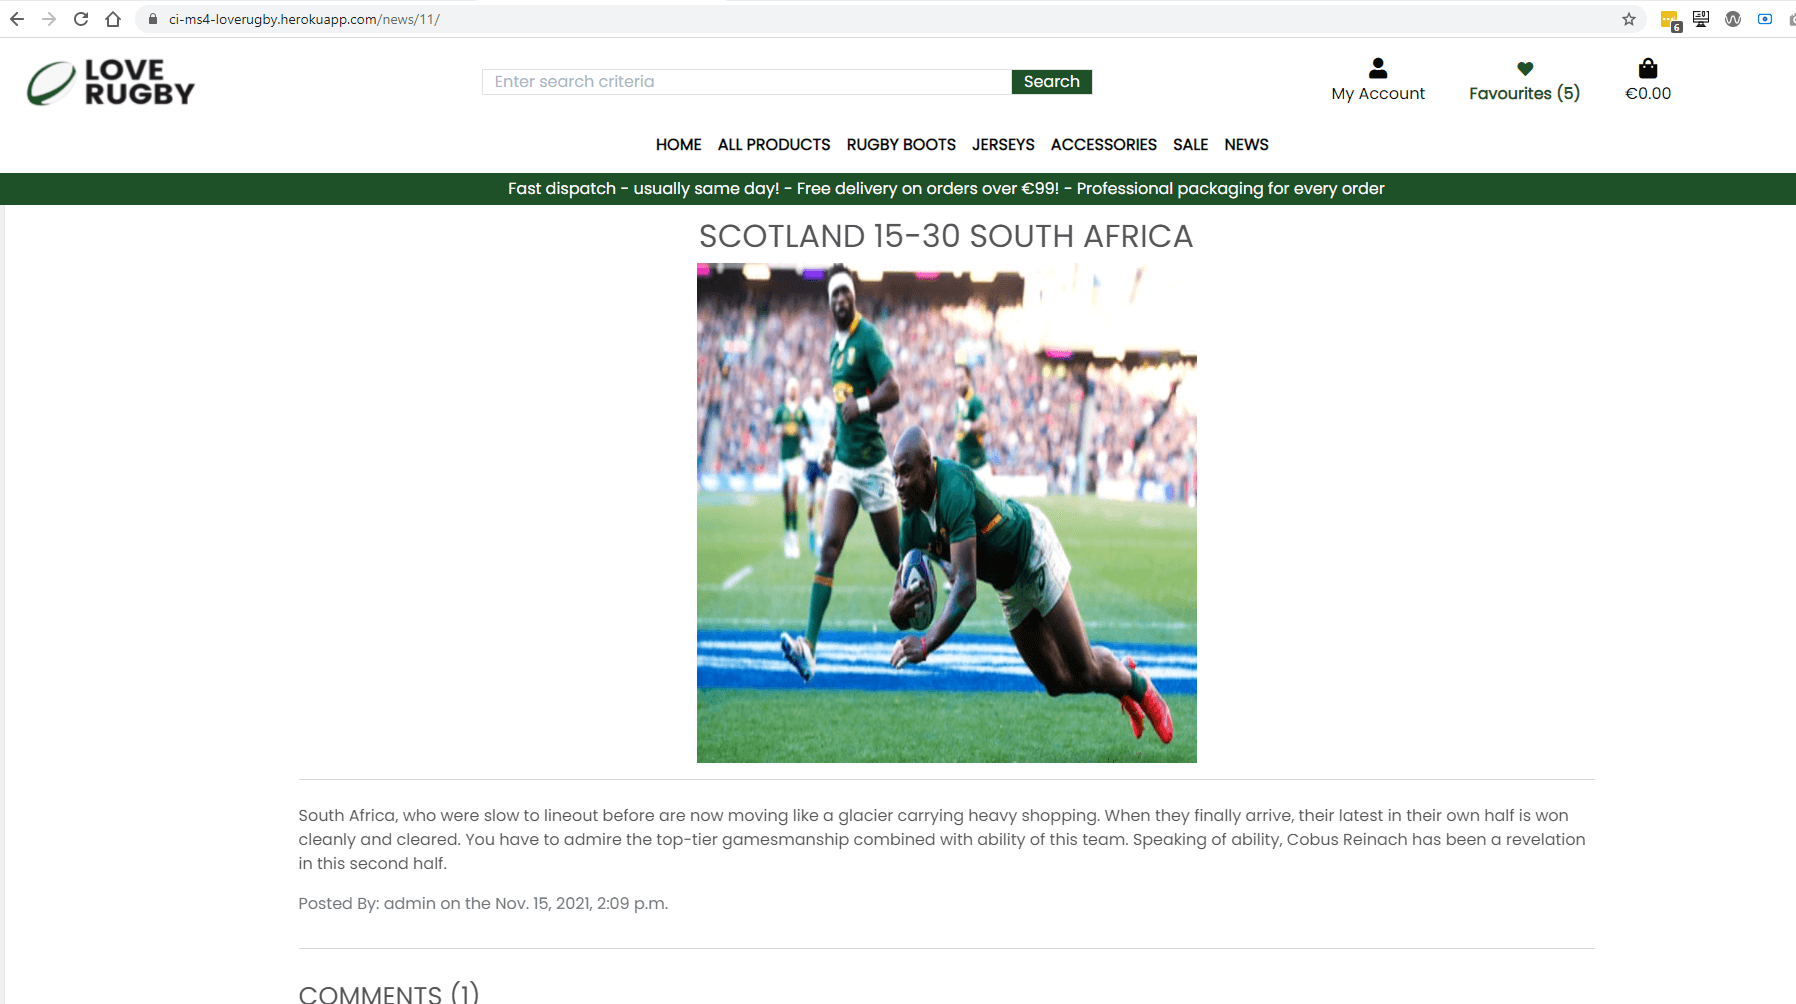 ci-ms4-loverugby.herokuapp.com/news/11/
6
LOVE
RUGBY
Enter search criteria
Search
My Account
Favourites (5)
€0.00
HOME ALL PRODUCTS RUGBY BOOTS JERSEYS ACCESSORIES SALE NEWS
Fast dispatch - usually same day! - Free delivery on orders over €99! - Professional packaging for every order
SCOTLAND 15-30 SOUTH AFRICA
South Africa, who were slow to lineout before are now moving like a glacier carrying heavy shopping. When they finally arrive, their latest in their own half is won
cleanly and cleared. You have to admire the top-tier gamesmanship combined with ability of this team. Speaking of ability, Cobus Reinach has been a revelation
in this second half.
Posted By: admin on the Nov. 15, 2021, 2:09 p.m.
COMMENTS (1)